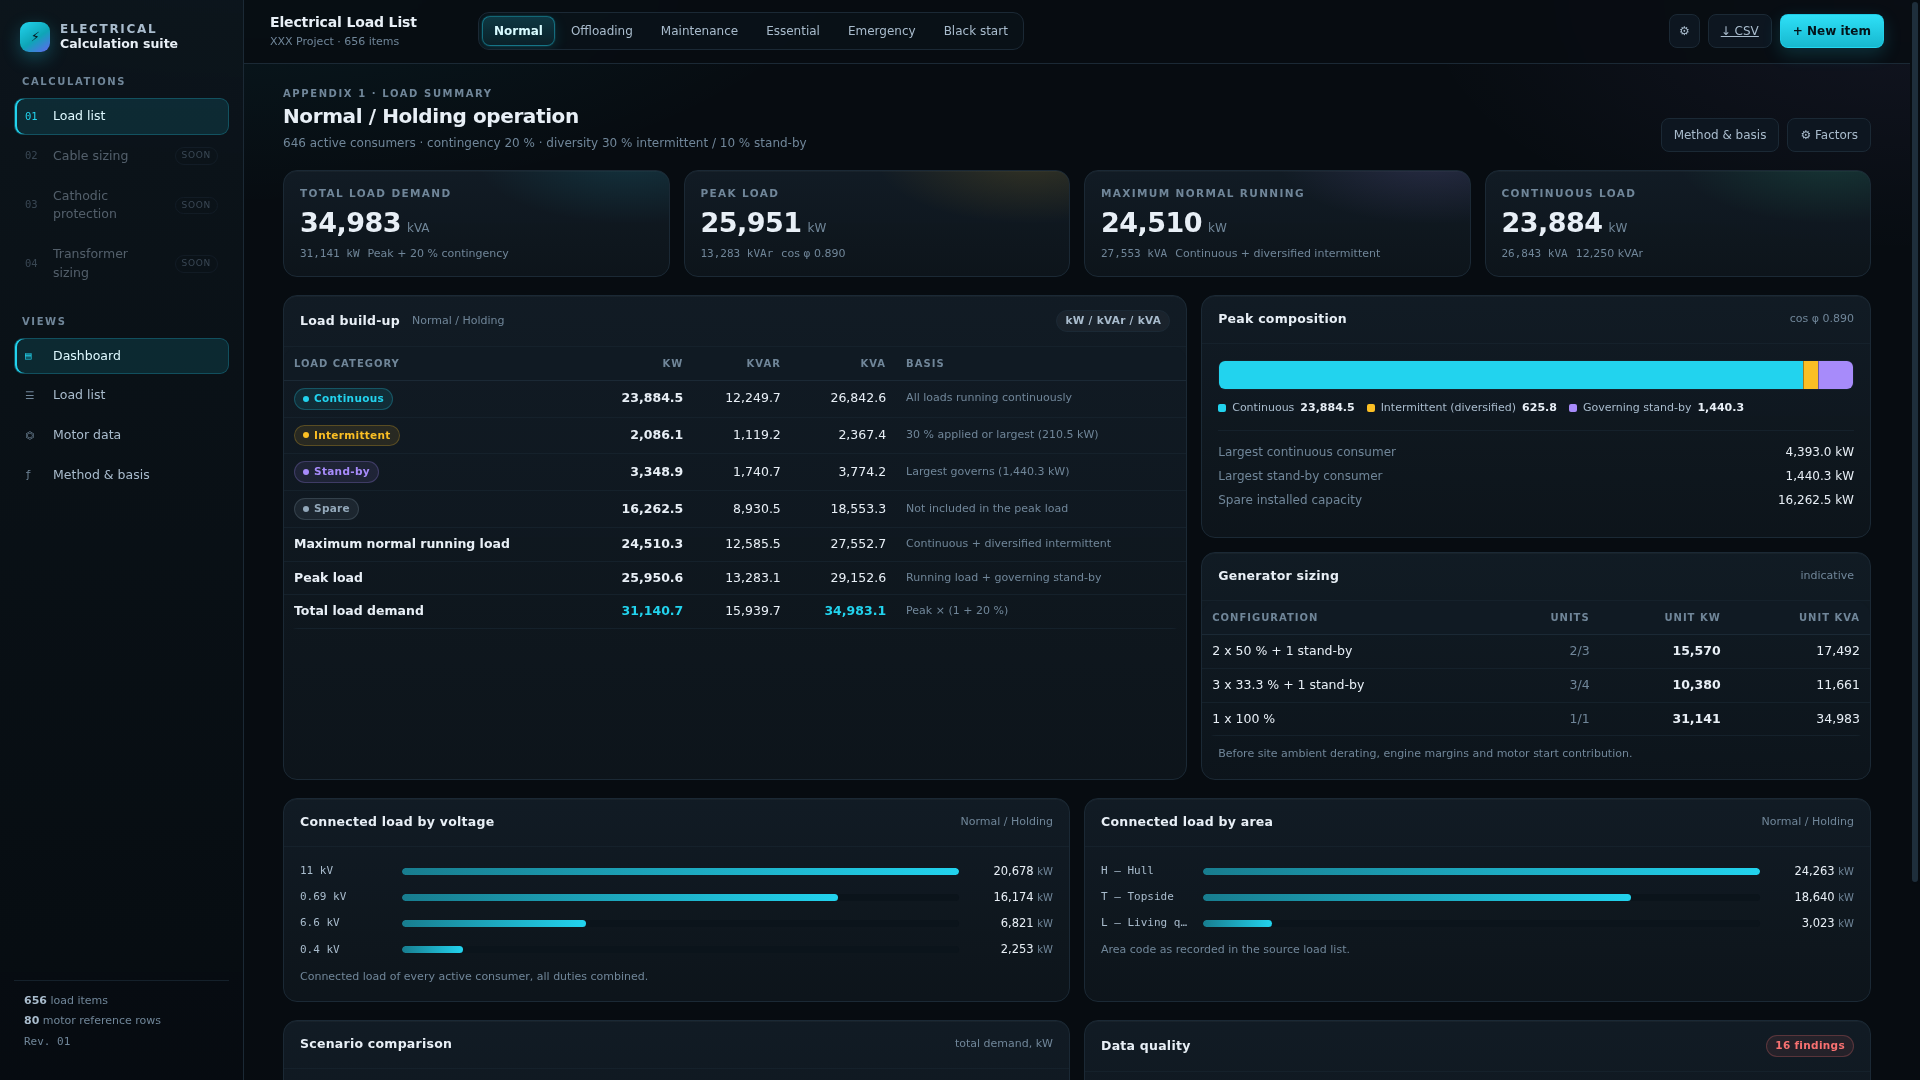 ELECTRICAL
Calculation suite
CALCULATIONS
01 Load list
02 Cable sizing SOON
03 Cathodic protection SOON
04 Transformer sizing SOON
VIEWS
Dashboard
Load list
Motor data
ƒ Method & basis
656 load items
80 motor reference rows
Rev. 01
Electrical Load List
XXX Project · 656 items
Normal Offloading Maintenance Essential Emergency Black start
⚙ ↓ CSV + New item
APPENDIX 1 · LOAD SUMMARY
Normal / Holding operation
646 active consumers · contingency 20 % · diversity 30 % intermittent / 10 % stand-by
Method & basis ⚙ Factors
TOTAL LOAD DEMAND
34,983 kVA
31,141 kW Peak + 20 % contingency
PEAK LOAD
25,951 kW
13,283 kVAr cos φ 0.890
MAXIMUM NORMAL RUNNING
24,510 kW
27,553 kVA Continuous + diversified intermittent
CONTINUOUS LOAD
23,884 kW
26,843 kVA 12,250 kVAr
Load build-up Normal / Holding kW / kVAr / kVA
LOAD CATEGORY KW KVAR KVA BASIS
Continuous 23,884.5 12,249.7 26,842.6 All loads running continuously
Intermittent 2,086.1 1,119.2 2,367.4 30 % applied or largest (210.5 kW)
Stand-by 3,348.9 1,740.7 3,774.2 Largest governs (1,440.3 kW)
Spare 16,262.5 8,930.5 18,553.3 Not included in the peak load
Maximum normal running load 24,510.3 12,585.5 27,552.7 Continuous + diversified intermittent
Peak load 25,950.6 13,283.1 29,152.6 Running load + governing stand-by
Total load demand 31,140.7 15,939.7 34,983.1 Peak × (1 + 20 %)
Peak composition cos φ 0.890
Continuous 23,884.5 Intermittent (diversified) 625.8 Governing stand-by 1,440.3
Largest continuous consumer 4,393.0 kW
Largest stand-by consumer 1,440.3 kW
Spare installed capacity 16,262.5 kW
Generator sizing indicative
CONFIGURATION UNITS UNIT KW UNIT KVA
2 x 50 % + 1 stand-by 2/3 15,570 17,492
3 x 33.3 % + 1 stand-by 3/4 10,380 11,661
1 x 100 % 1/1 31,141 34,983
Before site ambient derating, engine margins and motor start contribution.
Connected load by voltage Normal / Holding
11 kV 20,678 kW
0.69 kV 16,174 kW
6.6 kV 6,821 kW
0.4 kV 2,253 kW
Connected load of every active consumer, all duties combined.
Connected load by area Normal / Holding
H — Hull 24,263 kW
T — Topside 18,640 kW
L — Living q… 3,023 kW
Area code as recorded in the source load list.
Scenario comparison total demand, kW
Data quality 16 findings